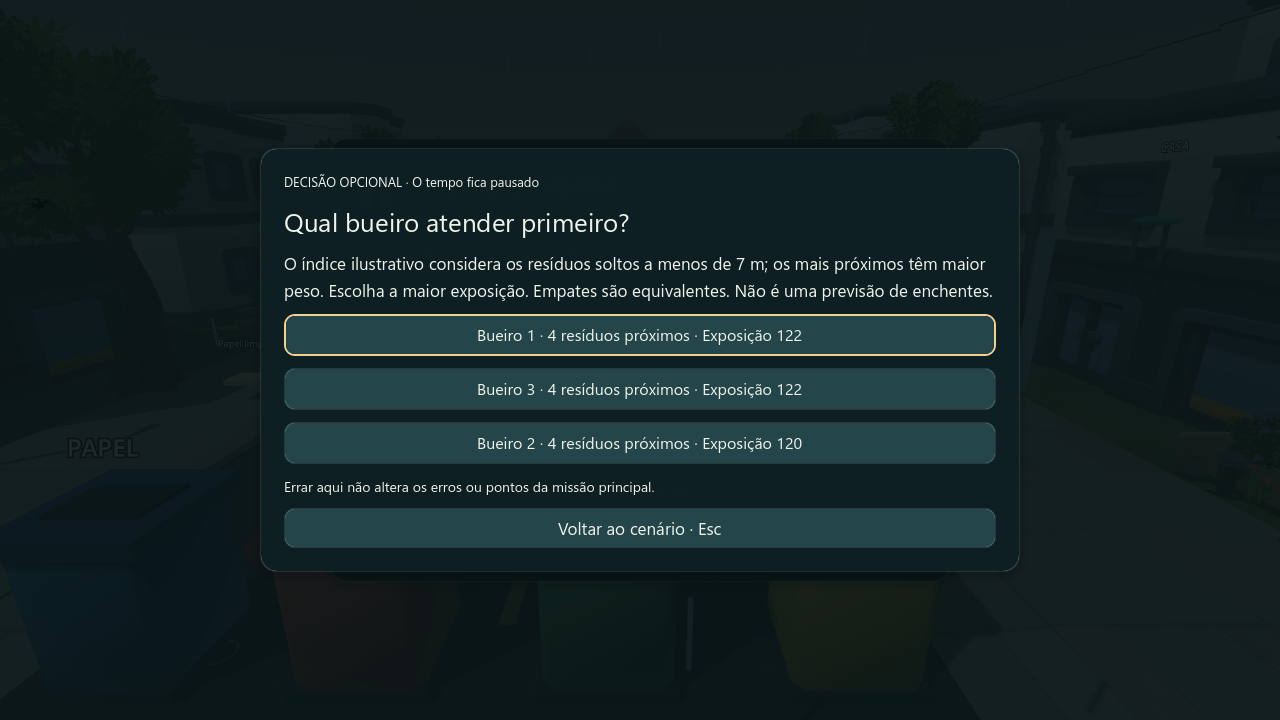 DECISÃO OPCIONAL · O tempo fica pausado
Qual bueiro atender primeiro?
O índice ilustrativo considera os resíduos soltos a menos de 7 m; os mais próximos têm maior
peso. Escolha a maior exposição. Empates são equivalentes. Não é uma previsão de enchentes.
Bueiro 1 · 4 resíduos próximos · Exposição 122
Bueiro 3 · 4 resíduos próximos · Exposição 122
Bueiro 2 · 4 resíduos próximos · Exposição 120
Errar aqui não altera os erros ou pontos da missão principal.
Voltar ao cenário · Esc
CASA
Papel
PAPEL